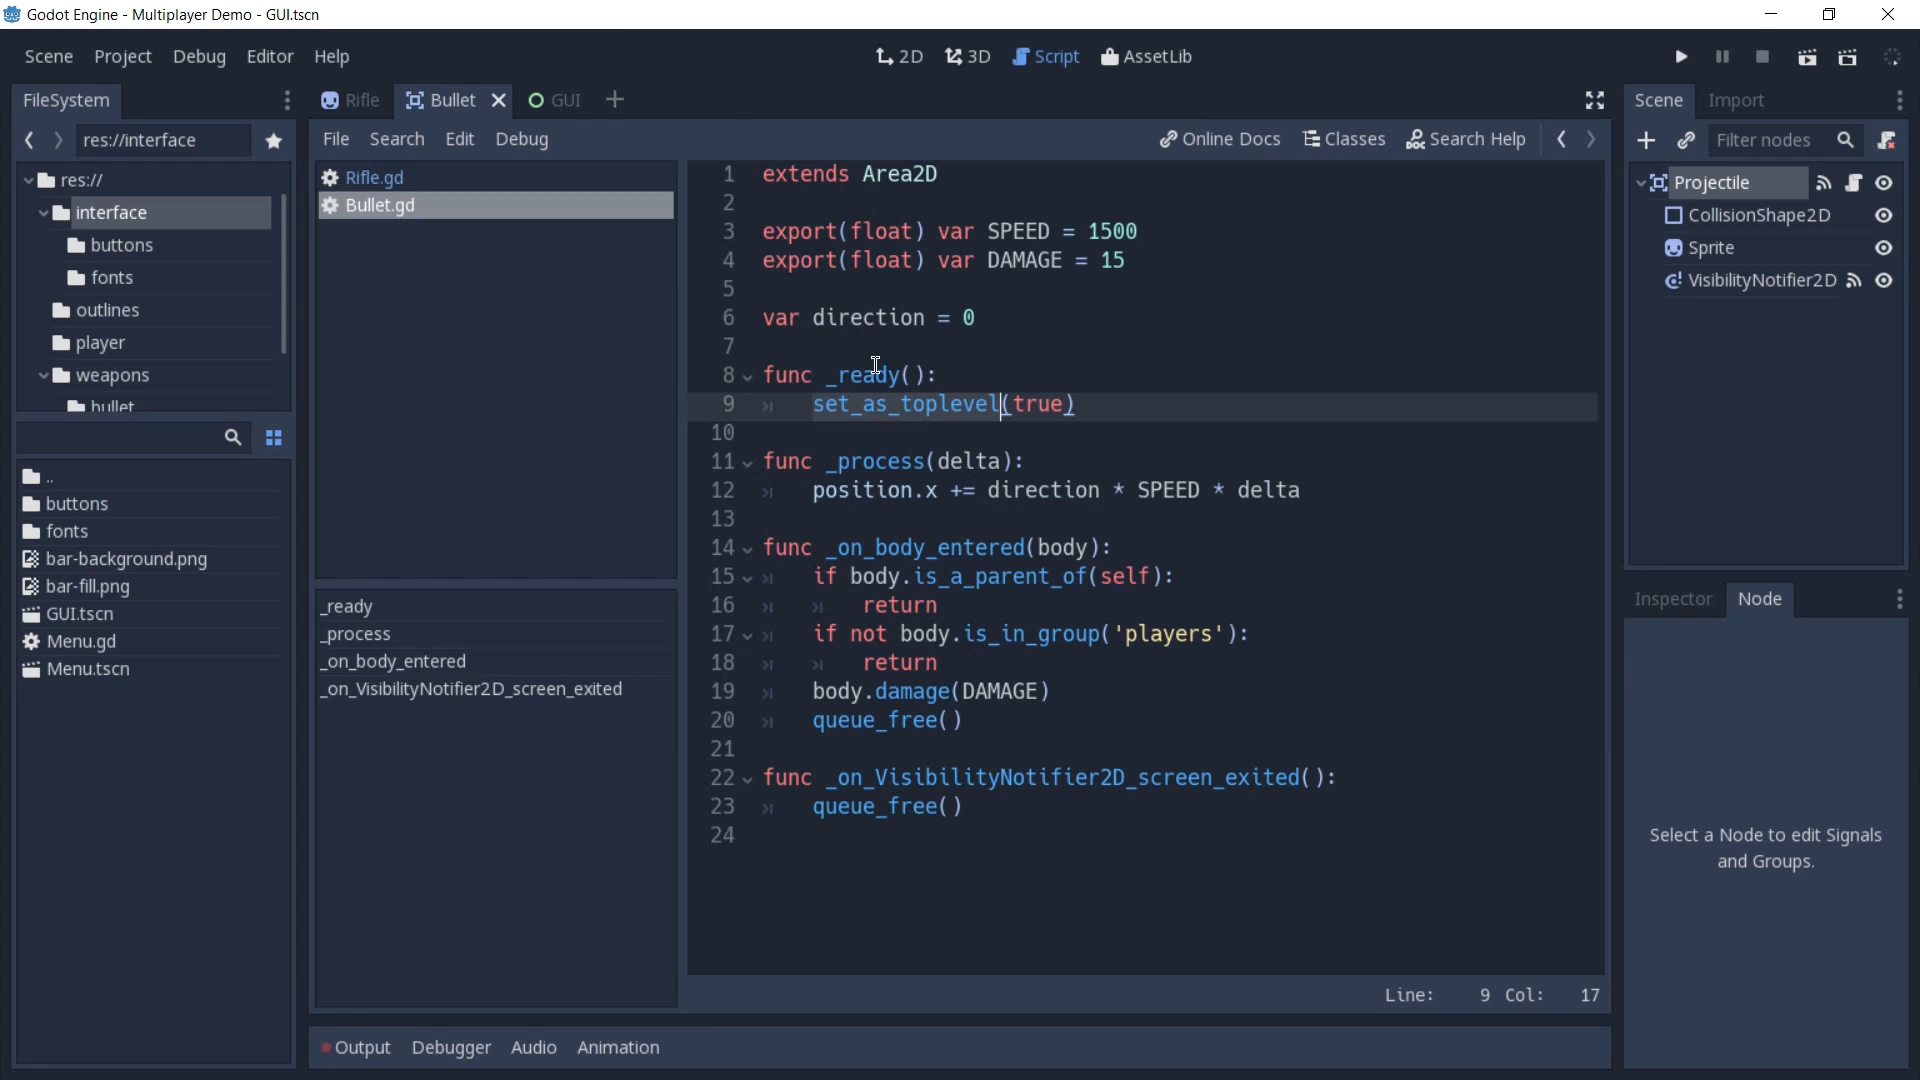 Godot Engine - Multiplayer Demo - GUI.tscn
Scene Project Debug Editor Help
2D 3D Script AssetLib
FileSystem
res://interface
res://
interface
buttons
fonts
outlines
player
weapons
bullet
..
buttons
fonts
bar-background.png
bar-fill.png
GUI.tscn
Menu.gd
Menu.tscn
Rifle Bullet GUI
File Search Edit Debug
Online Docs Classes Search Help
Rifle.gd
Bullet.gd
_ready
_process
_on_body_entered
_on_VisibilityNotifier2D_screen_exited
1 extends Area2D
2
3 export(float) var SPEED = 1500
4 export(float) var DAMAGE = 15
5
6 var direction = 0
7
8 func _ready():
9 set_as_toplevel(true)
10
11 func _process(delta):
12 position.x += direction * SPEED * delta
13
14 func _on_body_entered(body):
15 if body.is_a_parent_of(self):
16 return
17 if not body.is_in_group('players'):
18 return
19 body.damage(DAMAGE)
20 queue_free()
21
22 func _on_VisibilityNotifier2D_screen_exited():
23 queue_free()
24
Line: 9 Col: 17
Output Debugger Audio Animation
Scene Import
Filter nodes
Projectile
CollisionShape2D
Sprite
VisibilityNotifier2D
Inspector Node
Select a Node to edit Signals
and Groups.